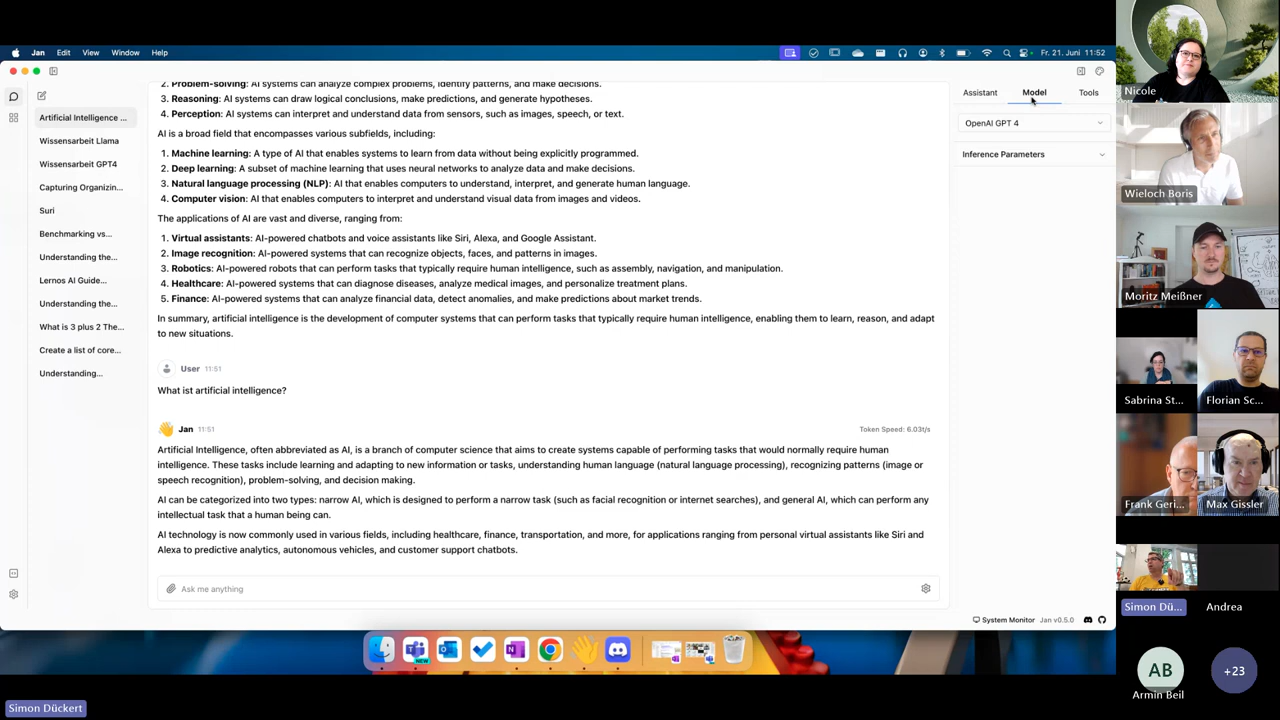 Jan Edit View Window Help
Fr. 21. Juni 11:52
Artificial Intelligence ...
Wissensarbeit Llama
Wissensarbeit GPT4
Capturing Organizin...
Suri
Benchmarking vs...
Understanding the...
Lernos AI Guide...
Understanding the...
What is 3 plus 2 The...
Create a list of core...
Understanding...
2. Problem-solving: AI systems can analyze complex problems, identify patterns, and make decisions.
3. Reasoning: AI systems can draw logical conclusions, make predictions, and generate hypotheses.
4. Perception: AI systems can interpret and understand data from sensors, such as images, speech, or text.
AI is a broad field that encompasses various subfields, including:
1. Machine learning: A type of AI that enables systems to learn from data without being explicitly programmed.
2. Deep learning: A subset of machine learning that uses neural networks to analyze data and make decisions.
3. Natural language processing (NLP): AI that enables computers to understand, interpret, and generate human language.
4. Computer vision: AI that enables computers to interpret and understand visual data from images and videos.
The applications of AI are vast and diverse, ranging from:
1. Virtual assistants: AI-powered chatbots and voice assistants like Siri, Alexa, and Google Assistant.
2. Image recognition: AI-powered systems that can recognize objects, faces, and patterns in images.
3. Robotics: AI-powered robots that can perform tasks that typically require human intelligence, such as assembly, navigation, and manipulation.
4. Healthcare: AI-powered systems that can diagnose diseases, analyze medical images, and personalize treatment plans.
5. Finance: AI-powered systems that can analyze financial data, detect anomalies, and make predictions about market trends.
In summary, artificial intelligence is the development of computer systems that can perform tasks that typically require human intelligence, enabling them to learn, reason, and adapt
to new situations.
User 11:51
What ist artificial intelligence?
Jan 11:51
Token Speed: 6.03t/s
Artificial Intelligence, often abbreviated as AI, is a branch of computer science that aims to create systems capable of performing tasks that would normally require human
intelligence. These tasks include learning and adapting to new information or tasks, understanding human language (natural language processing), recognizing patterns (image or
speech recognition), problem-solving, and decision making.
AI can be categorized into two types: narrow AI, which is designed to perform a narrow task (such as facial recognition or internet searches), and general AI, which can perform any
intellectual task that a human being can.
AI technology is now commonly used in various fields, including healthcare, finance, transportation, and more, for applications ranging from personal virtual assistants like Siri and
Alexa to predictive analytics, autonomous vehicles, and customer support chatbots.
Ask me anything
Assistant Model Tools
OpenAI GPT 4
Inference Parameters
System Monitor Jan v0.5.0
NEW
Nicole
Wieloch Boris
Moritz Meißner
Sabrina St...
Florian Sc...
Frank Geri...
Max Gissler
Simon Dü...
Andrea
AB
Armin Beil
+23
Simon Dückert